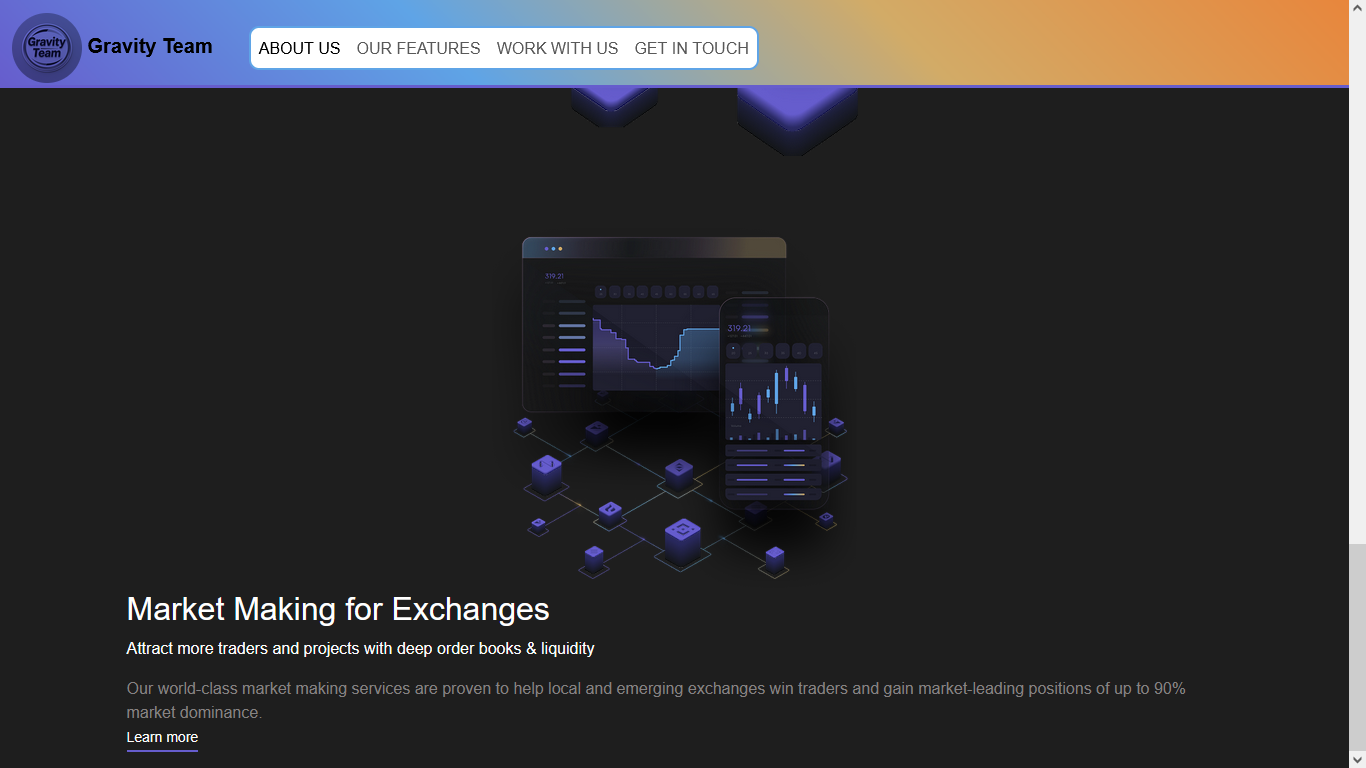 Gravity Team
Gravity Team
ABOUT US OUR FEATURES WORK WITH US GET IN TOUCH
319.21
319.21
Market Making for Exchanges
Attract more traders and projects with deep order books & liquidity
Our world-class market making services are proven to help local and emerging exchanges win traders and gain market-leading positions of up to 90%
market dominance.
Learn more